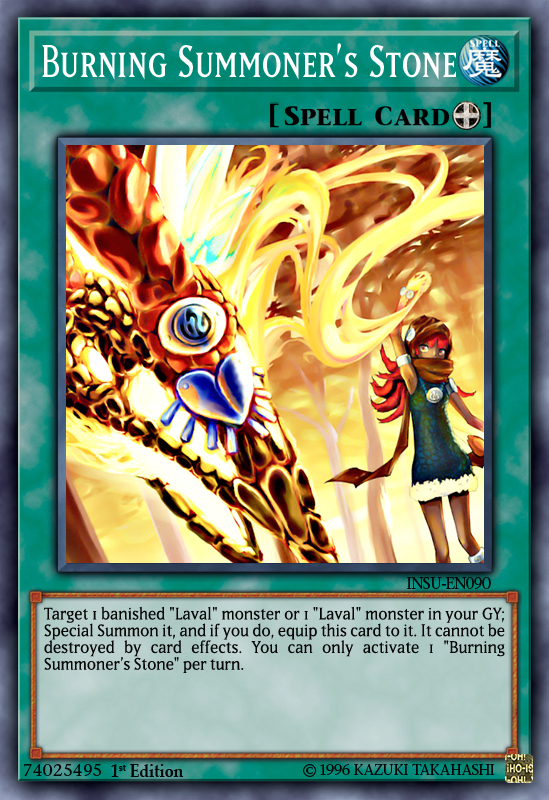 BURNING SUMMONER'S STONE
SPELL
魔
[SPELL CARD]
INSU-EN090
Target 1 banished "Laval" monster or 1 "Laval" monster in your GY;
Special Summon it, and if you do, equip this card to it. It cannot be
destroyed by card effects. You can only activate 1 "Burning
Summoner's Stone" per turn.
74025495 1st Edition
© 1996 KAZUKI TAKAHASHI